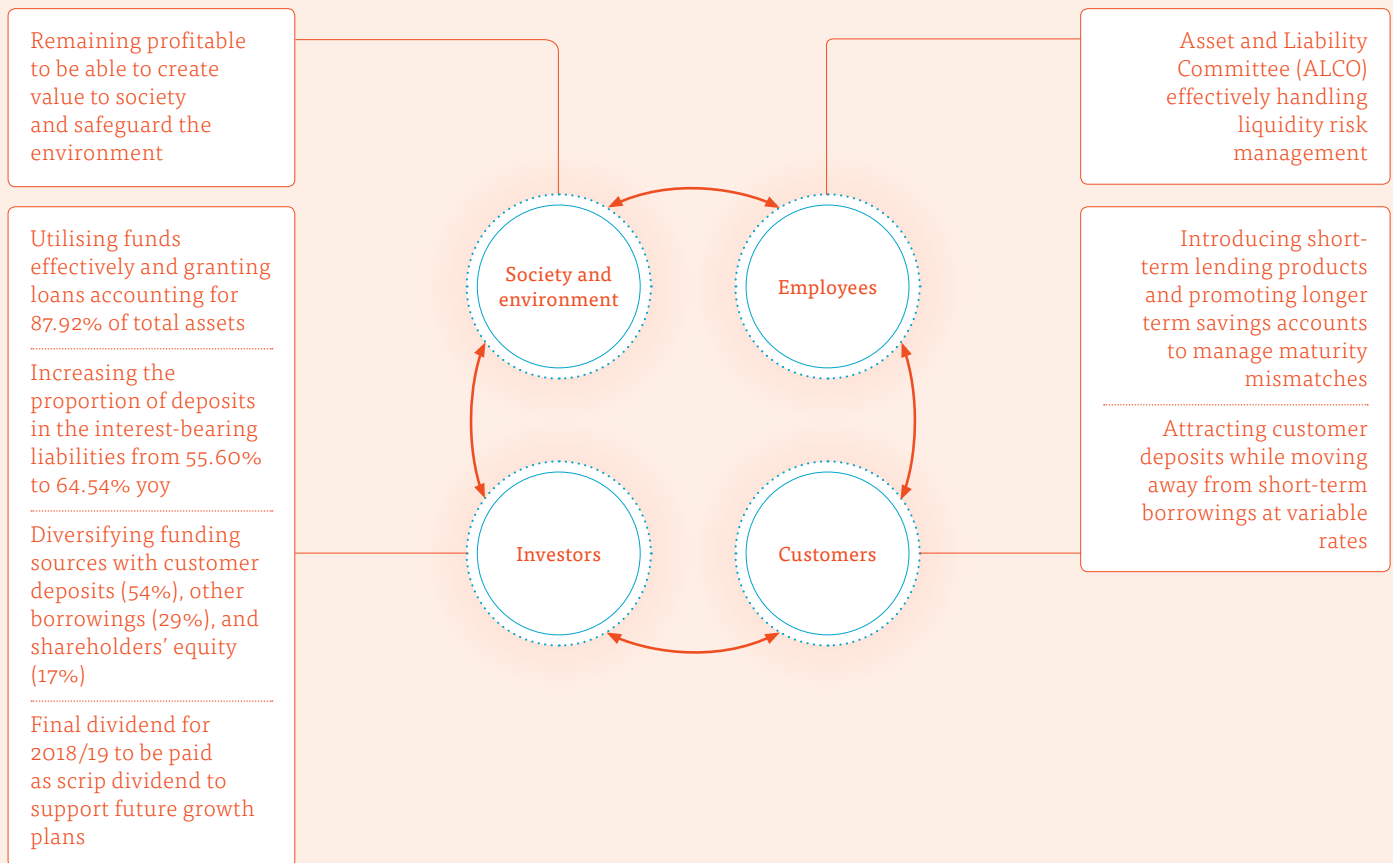 Remaining profitable
to be able to create
value to society
and safeguard the
environment
Asset and Liability
Committee (ALCO)
effectively handling
liquidity risk
management
Utilising funds
effectively and granting
loans accounting for
87.92% of total assets
Increasing the
proportion of deposits
in the interest-bearing
liabilities from 55.60%
to 64.54% yoy
Diversifying funding
sources with customer
deposits (54%), other
borrowings (29%), and
shareholders’ equity
(17%)
Final dividend for
2018/19 to be paid
as scrip dividend to
support future growth
plans
Society and
environment
Employees
Investors
Customers
Introducing short-
term lending products
and promoting longer
term savings accounts
to manage maturity
mismatches
Attracting customer
deposits while moving
away from short-term
borrowings at variable
rates